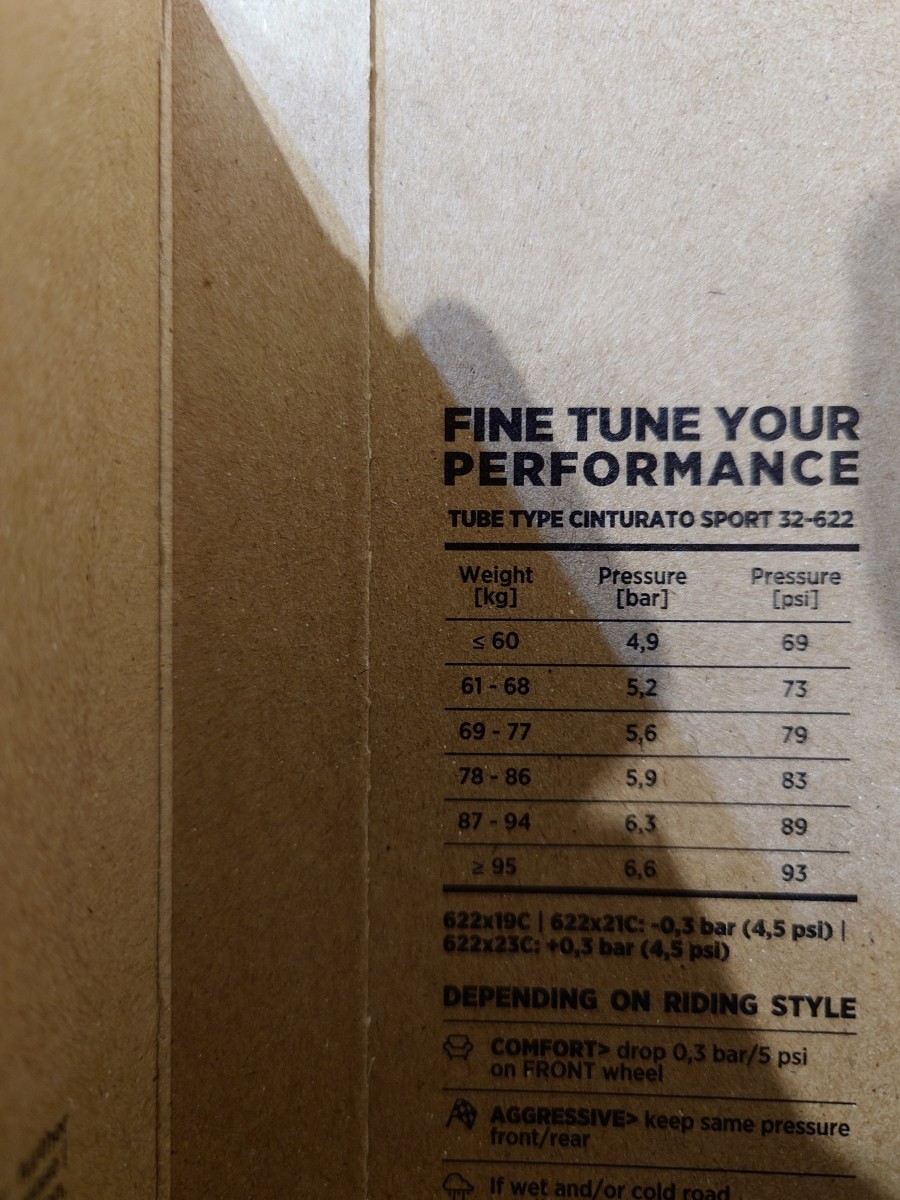 FINE TUNE YOUR
PERFORMANCE
TUBE TYPE CINTURATO SPORT 32-622
Weight Pressure Pressure
[kg] [bar] [psi]
≤ 60 4,9 69
61 - 68 5,2 73
69 - 77 5,6 79
78 - 86 5,9 83
87 - 94 6,3 89
≥ 95 6,6 93
622x19C | 622x21C: -0,3 bar (4,5 psi) |
622x23C: +0,3 bar (4,5 psi)
DEPENDING ON RIDING STYLE
COMFORT> drop 0,3 bar/5 psi
on FRONT wheel
AGGRESSIVE> keep same pressure
front/rear
If wet and/or cold road